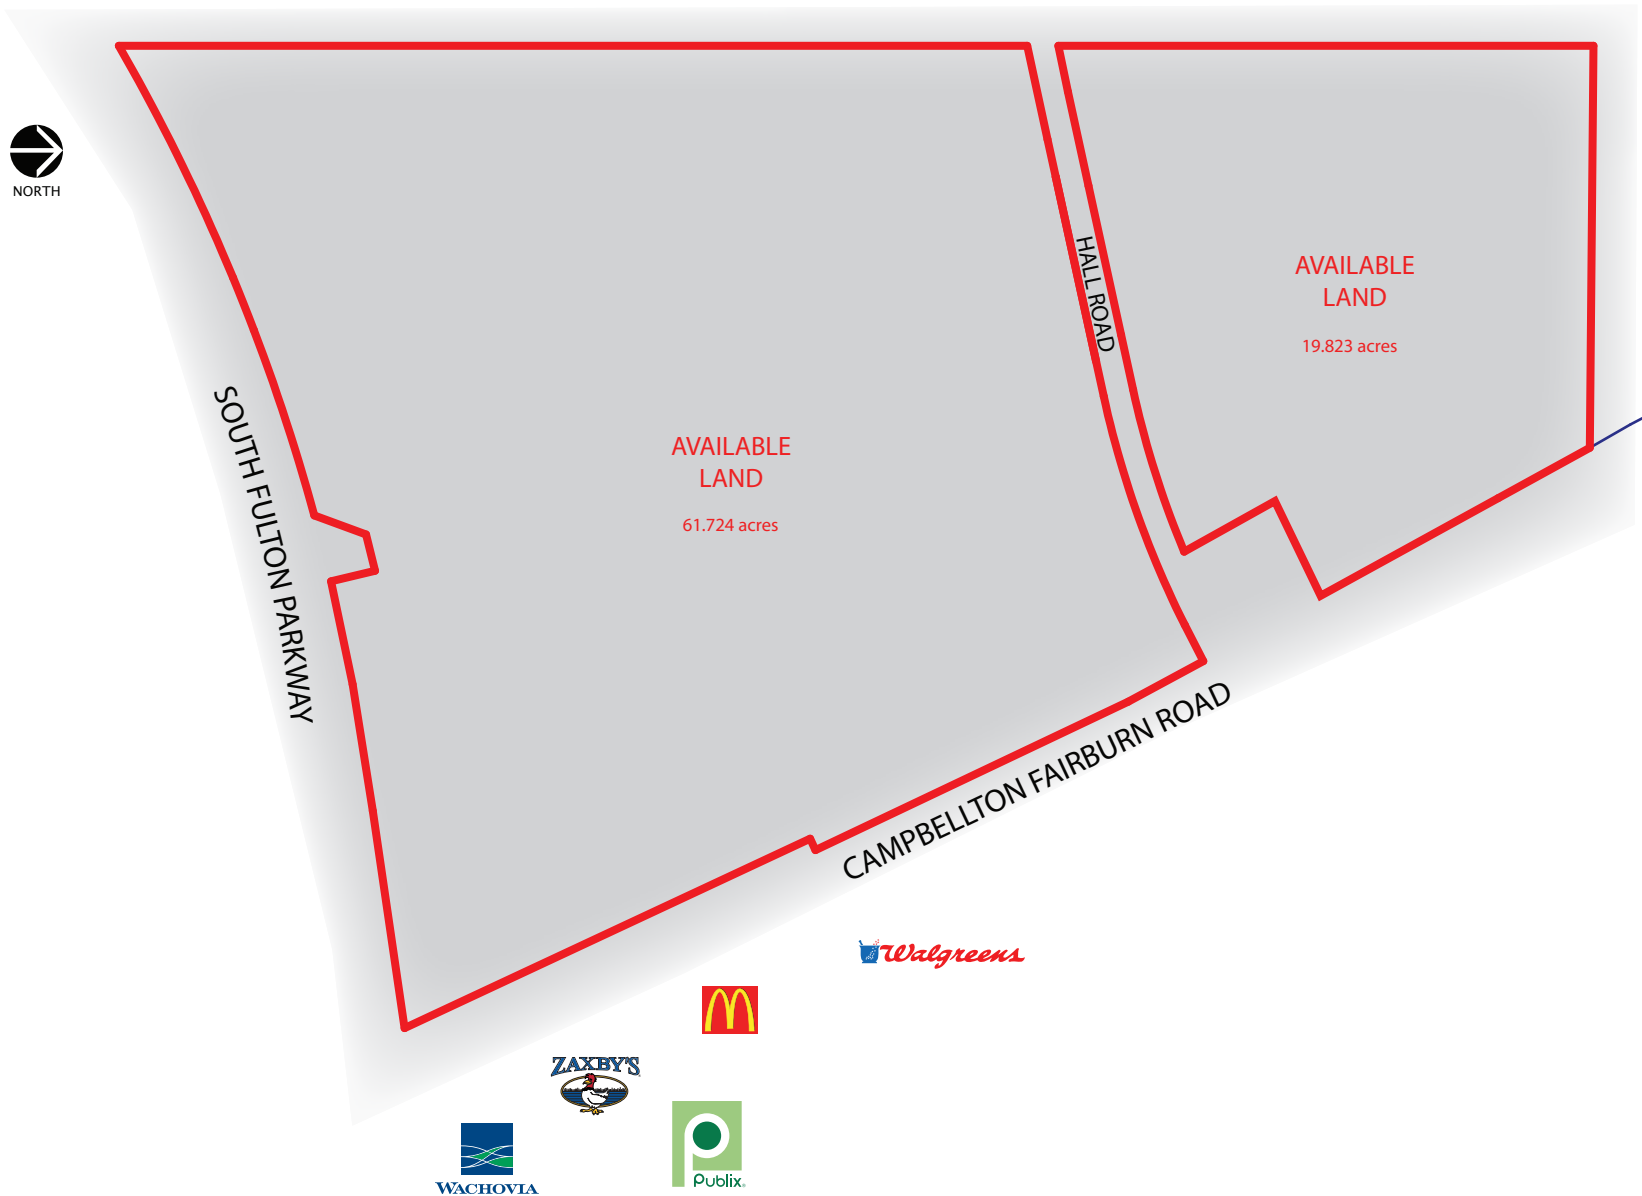 NORTH
HALL ROAD
AVAILABLE
LAND
19.823 acres
SOUTH FULTON PARKWAY
AVAILABLE
LAND
61.724 acres
CAMPBELLTON FAIRBURN ROAD
Walgreens
ZAXBY'S
Publix
WACHOVIA